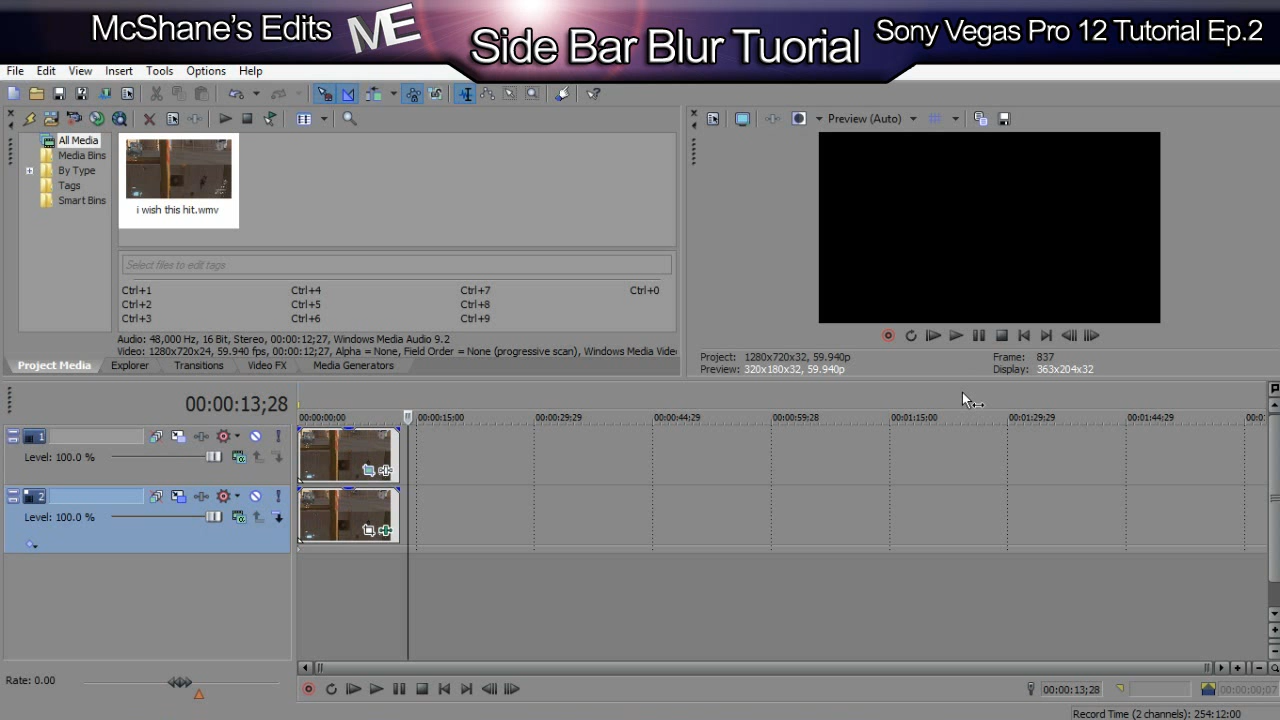 McShane's Edits
ME
Side Bar Blur Tuorial
Sony Vegas Pro 12 Tutorial Ep.2
File Edit View Insert Tools Options Help
All Media
Media Bins
By Type
Tags
Smart Bins
i wish this hit.wmv
Select files to edit tags
Ctrl+1 Ctrl+4 Ctrl+7 Ctrl+0
Ctrl+2 Ctrl+5 Ctrl+8
Ctrl+3 Ctrl+6 Ctrl+9
Audio: 48,000 Hz, 16 Bit, Stereo, 00:00:12;27, Windows Media Audio 9.2
Video: 1280x720x24, 59.940 fps, 00:00:12;27, Alpha = None, Field Order = None (progressive scan), Windows Media Vide
Project Media Explorer Transitions Video FX Media Generators
Preview (Auto)
Project: 1280x720x32, 59.940p Frame: 837
Preview: 320x180x32, 59.940p Display: 363x204x32
00:00:13;28
00:00:00;00 00:00:15;00 00:00:29;29 00:00:44;29 00:00:59;28 00:01:15;00 00:01:29;29 00:01:44;29 00:0
1
Level: 100.0 %
2
Level: 100.0 %
Rate: 0.00
00:00:13;28 00:00:00;07
Record Time (2 channels): 254:12:00